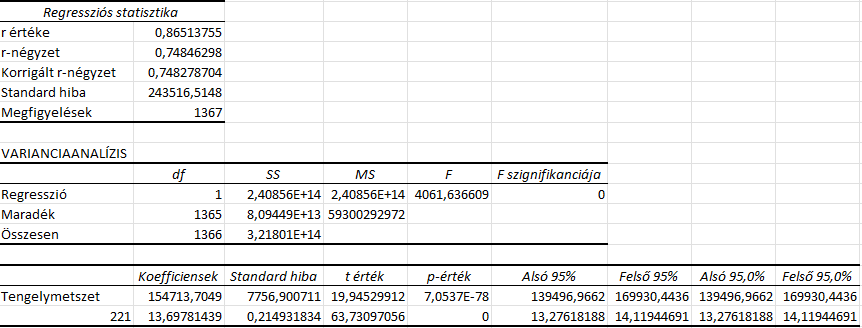 Regressziós statisztika
r értéke 0,86513755
r-négyzet 0,74846298
Korrigált r-négyzet 0,748278704
Standard hiba 243516,5148
Megfigyelések 1367
VARIANCIAANALÍZIS
df SS MS F F szignifikanciája
Regresszió 1 2,40856E+14 2,40856E+14 4061,636609 0
Maradék 1365 8,09449E+13 59300292972
Összesen 1366 3,21801E+14
Koefficiensek Standard hiba t érték p-érték Alsó 95% Felső 95% Alsó 95,0% Felső 95,0%
Tengelymetszet 154713,7049 7756,900711 19,94529912 7,0537E-78 139496,9662 169930,4436 139496,9662 169930,4436
221 13,69781439 0,214931834 63,73097056 0 13,27618188 14,11944691 13,27618188 14,11944691